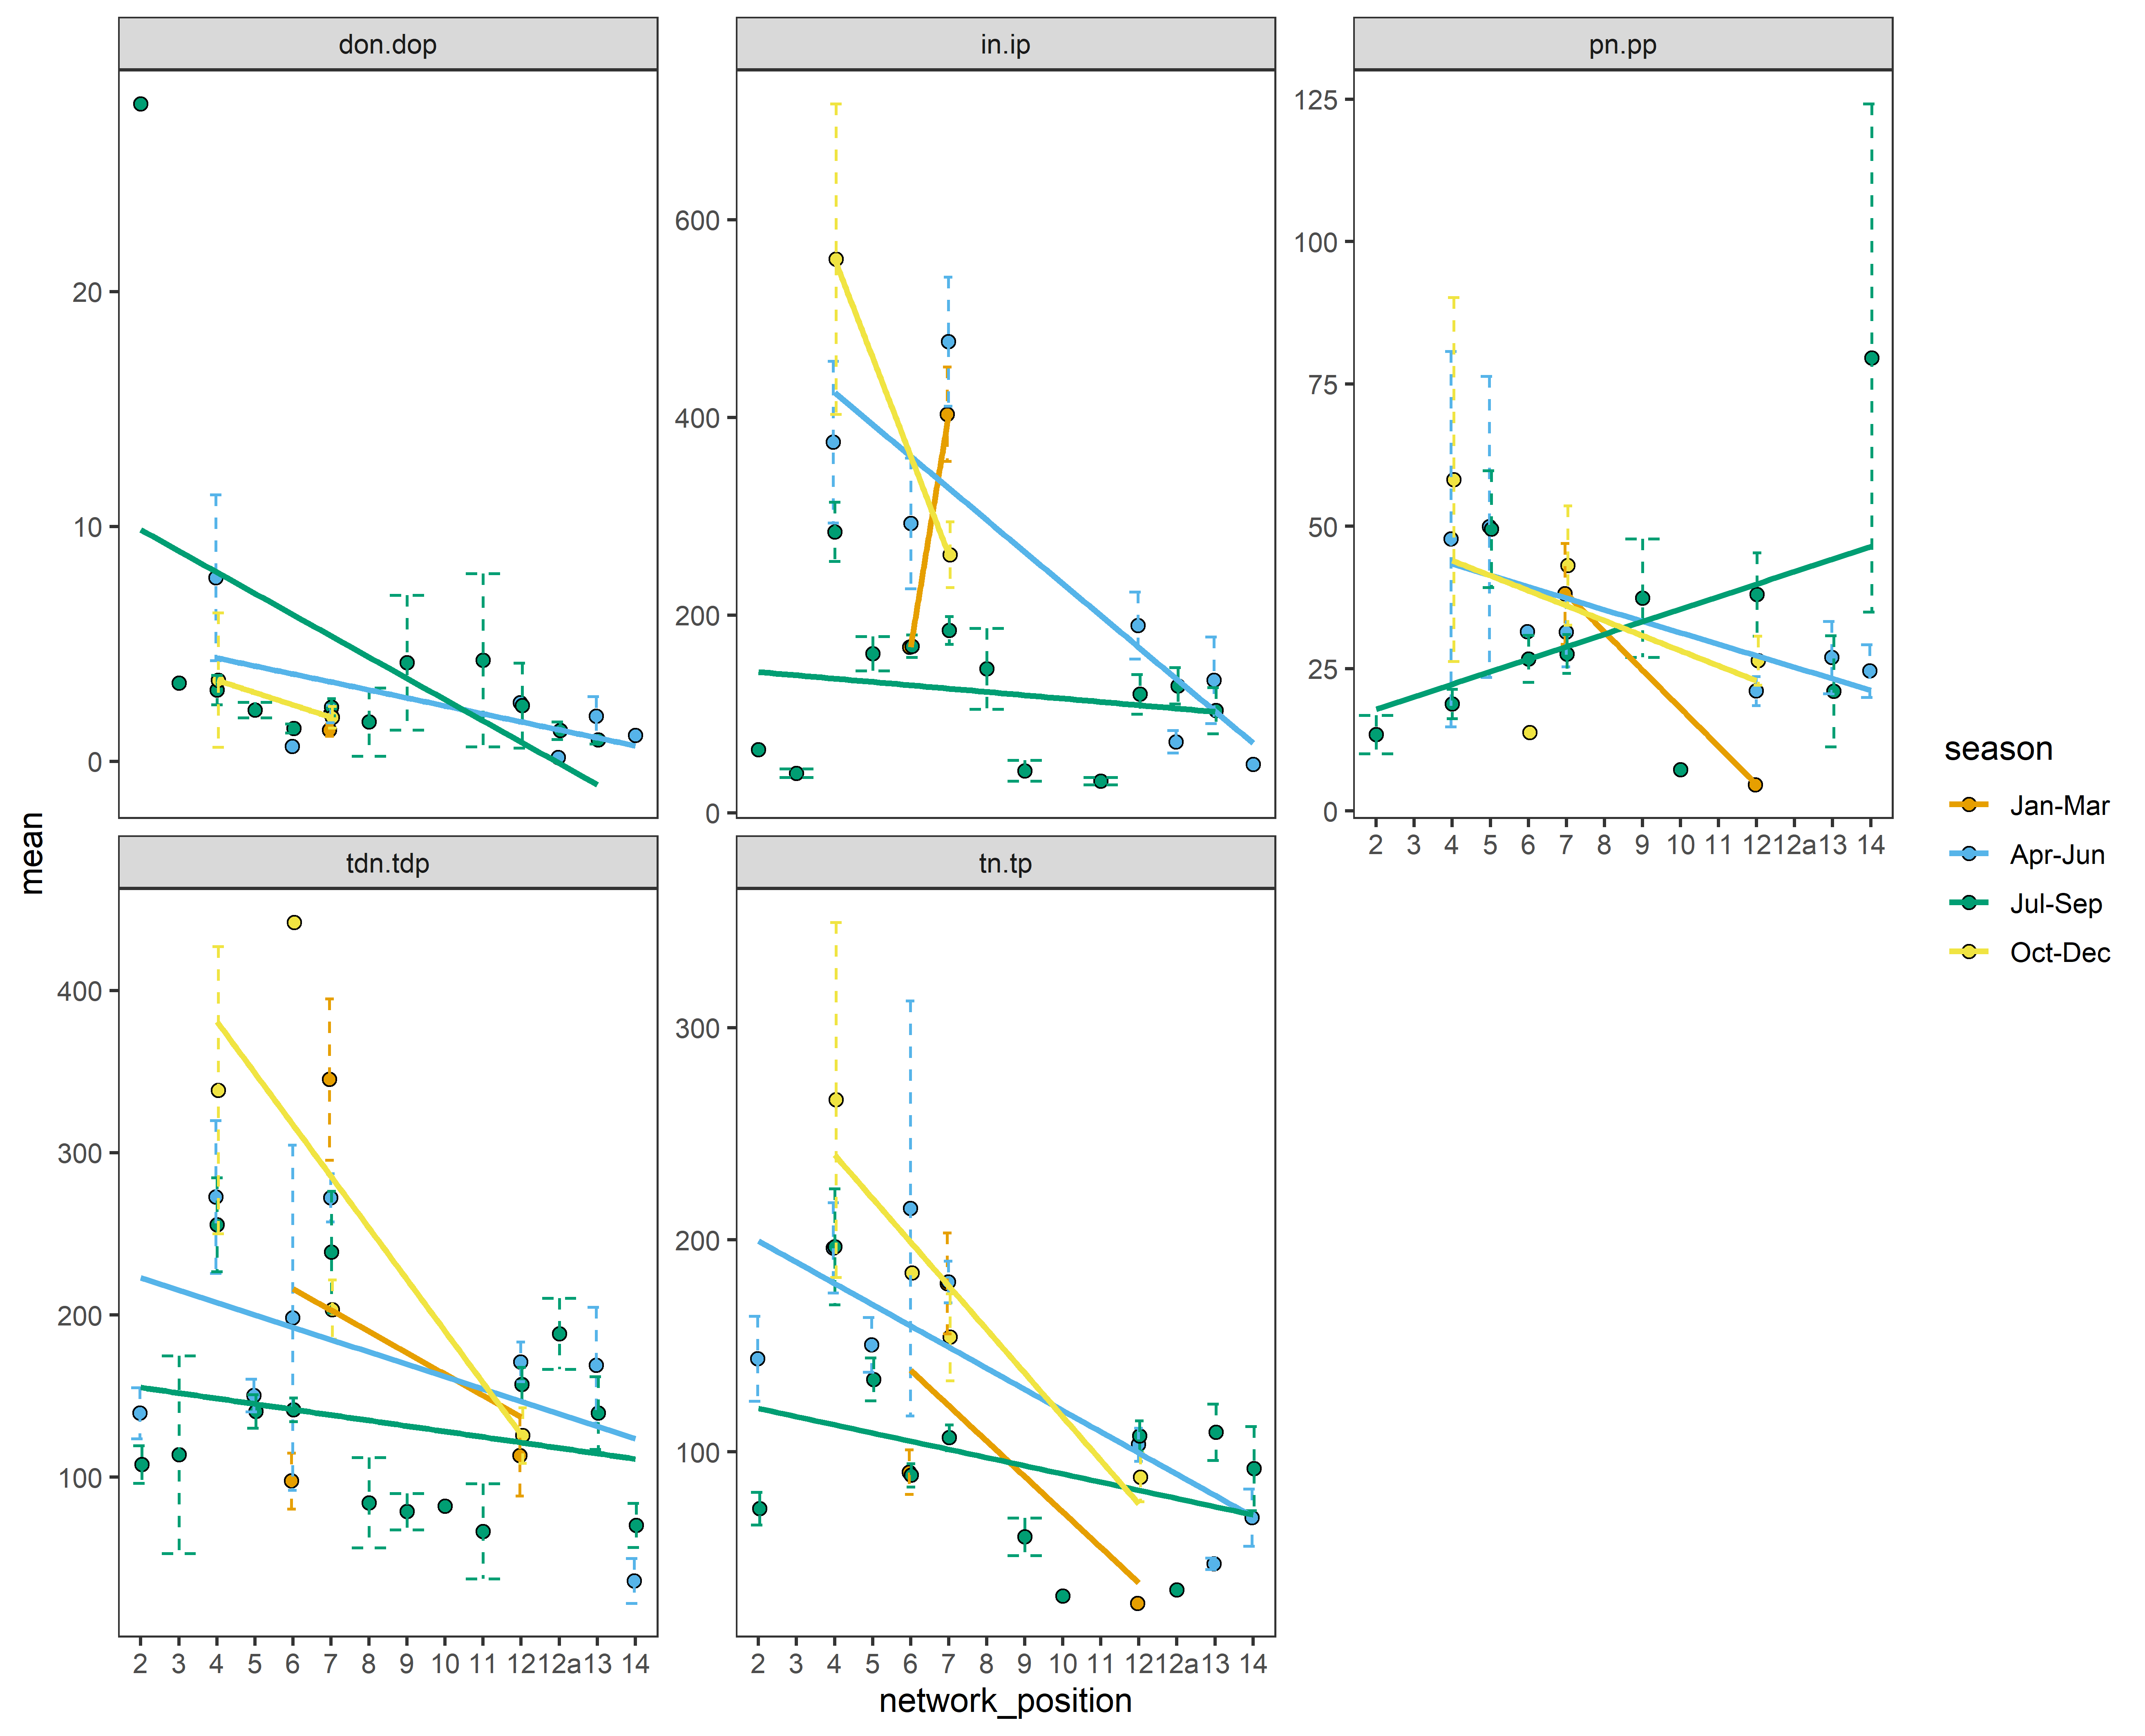 don.dop
in.ip
pn.pp
20
10
0
600
400
200
0
125
100
75
50
25
0
2 3 4 5 6 7 8 9 10 11 12 12a 13 14
mean
tdn.tdp
tn.tp
400
300
200
100
300
200
100
2 3 4 5 6 7 8 9 10 11 12 12a 13 14
2 3 4 5 6 7 8 9 10 11 12 12a 13 14
network_position
season
Jan-Mar
Apr-Jun
Jul-Sep
Oct-Dec